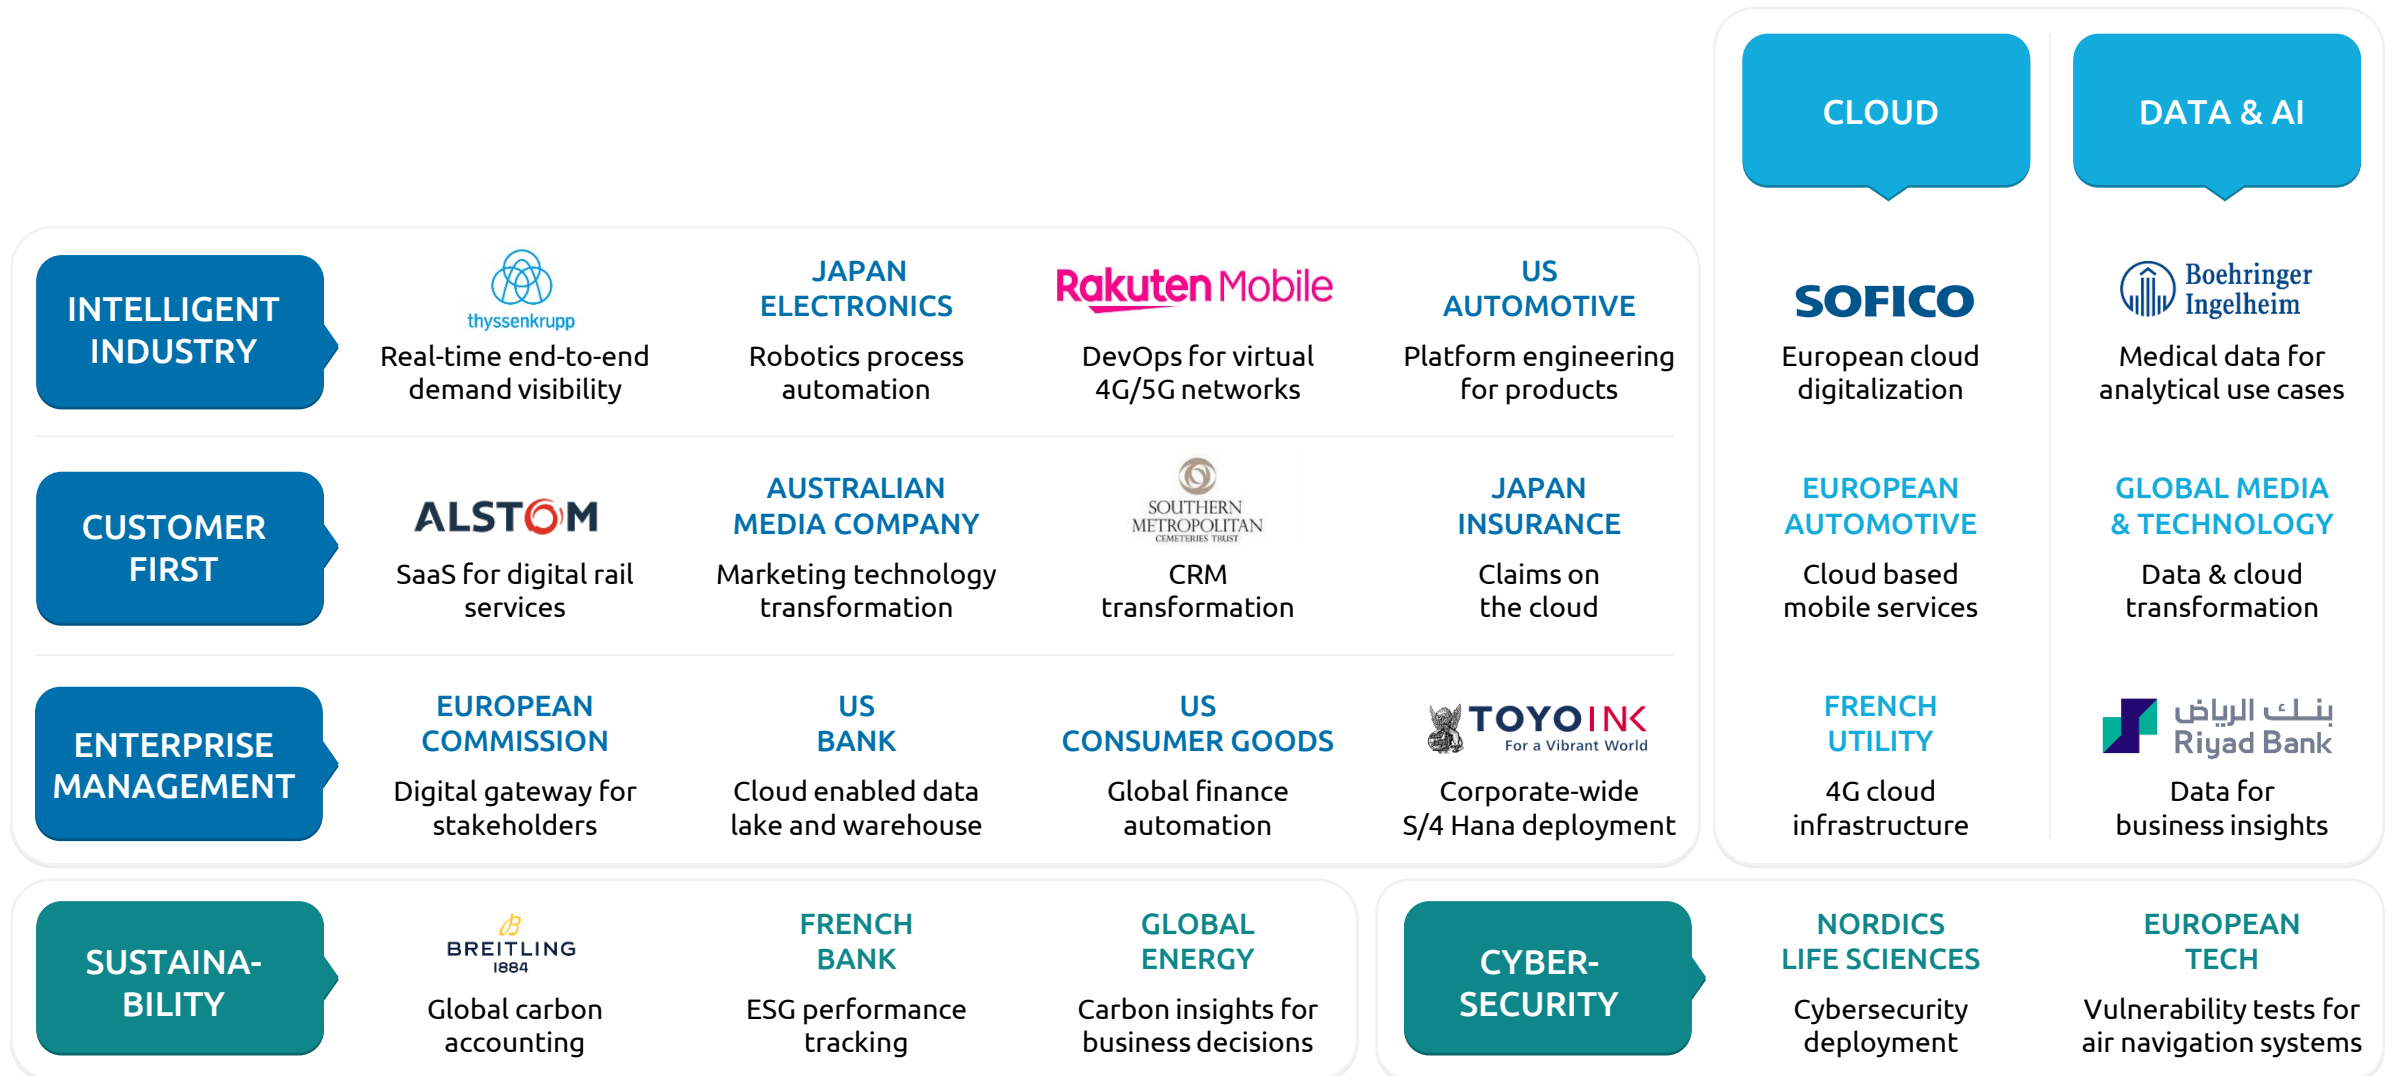 CLOUD
DATA & AI
INTELLIGENT
INDUSTRY
thyssenkrupp
Real-time end-to-end
demand visibility
JAPAN
ELECTRONICS
Robotics process
automation
Rakuten Mobile
DevOps for virtual
4G/5G networks
US
AUTOMOTIVE
Platform engineering
for products
SOFICO
European cloud
digitalization
Boehringer
Ingelheim
Medical data for
analytical use cases
CUSTOMER
FIRST
ALSTOM
SaaS for digital rail
services
AUSTRALIAN
MEDIA COMPANY
Marketing technology
transformation
SOUTHERN
METROPOLITAN
CEMETERIES TRUST
CRM
transformation
JAPAN
INSURANCE
Claims on
the cloud
EUROPEAN
AUTOMOTIVE
Cloud based
mobile services
GLOBAL MEDIA
& TECHNOLOGY
Data & cloud
transformation
ENTERPRISE
MANAGEMENT
EUROPEAN
COMMISSION
Digital gateway for
stakeholders
US
BANK
Cloud enabled data
lake and warehouse
US
CONSUMER GOODS
Global finance
automation
TOYO INK
For a Vibrant World
Corporate-wide
S/4 Hana deployment
FRENCH
UTILITY
4G cloud
infrastructure
بنك الرياض
Riyad Bank
Data for
business insights
SUSTAINA-
BILITY
B
BREITLING
1884
Global carbon
accounting
FRENCH
BANK
ESG performance
tracking
GLOBAL
ENERGY
Carbon insights for
business decisions
CYBER-
SECURITY
NORDICS
LIFE SCIENCES
Cybersecurity
deployment
EUROPEAN
TECH
Vulnerability tests for
air navigation systems